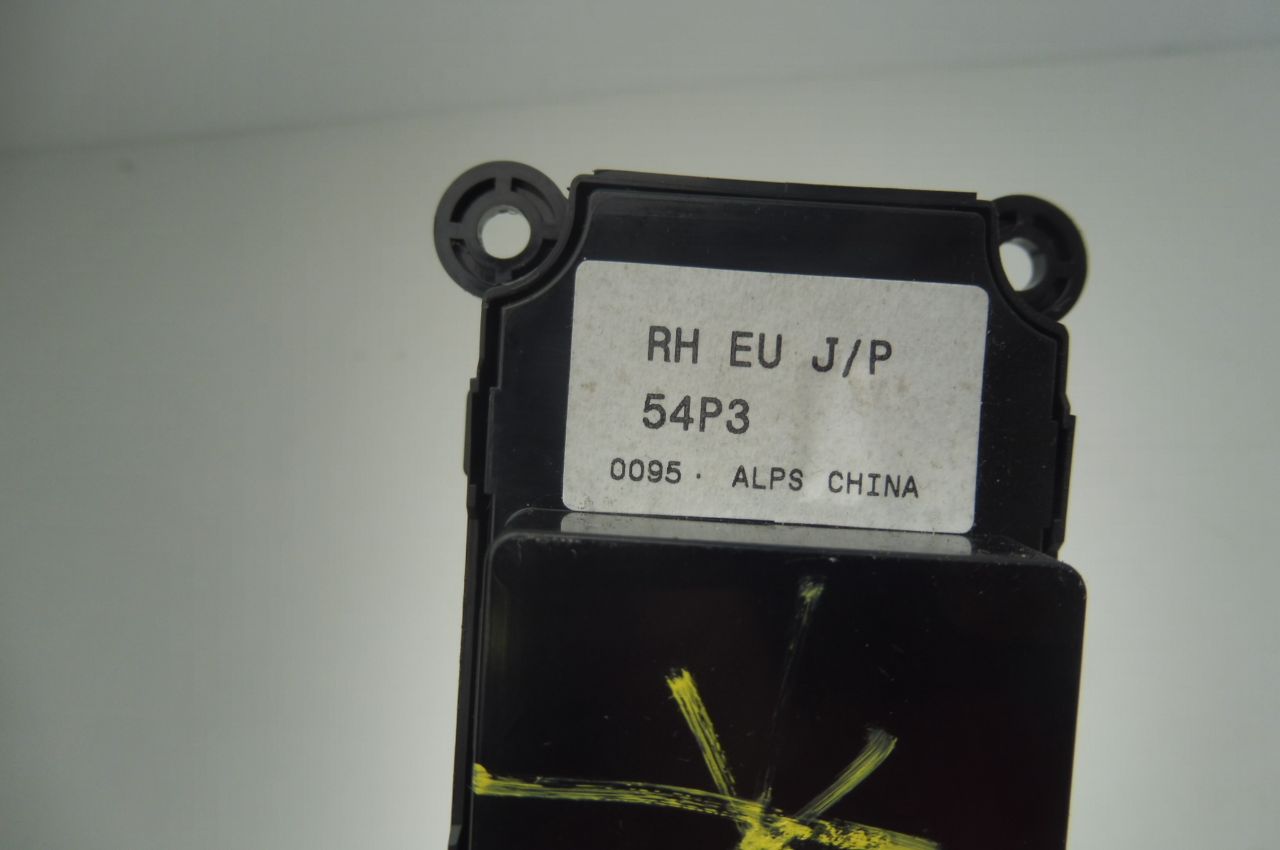 RH EU J/P
54P3
0095· ALPS CHINA